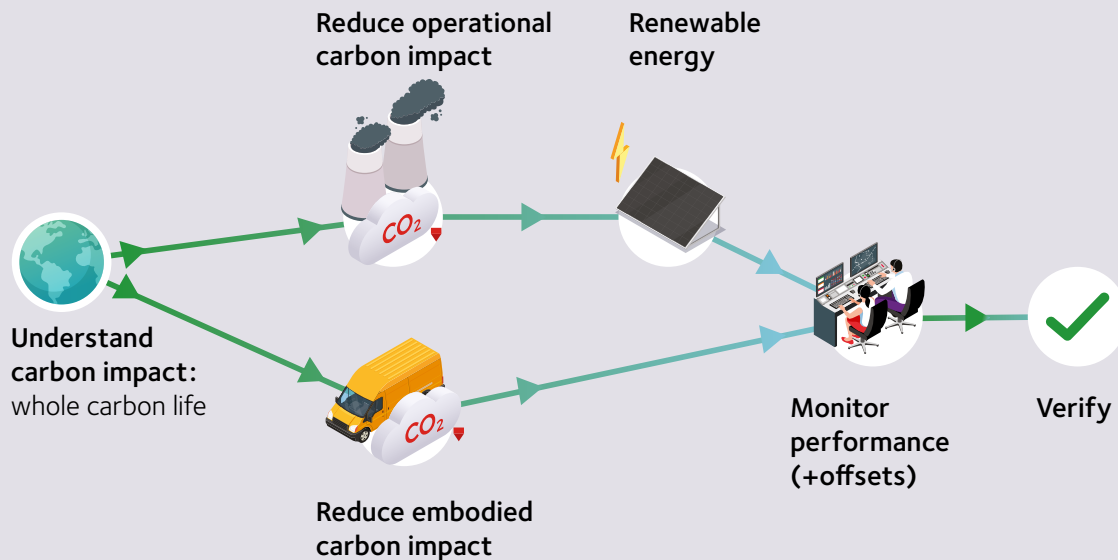 Reduce operational
carbon impact
Renewable
energy
CO₂
Understand
carbon impact:
whole carbon life
CO₂
Monitor
performance
(+offsets)
Verify
Reduce embodied
carbon impact